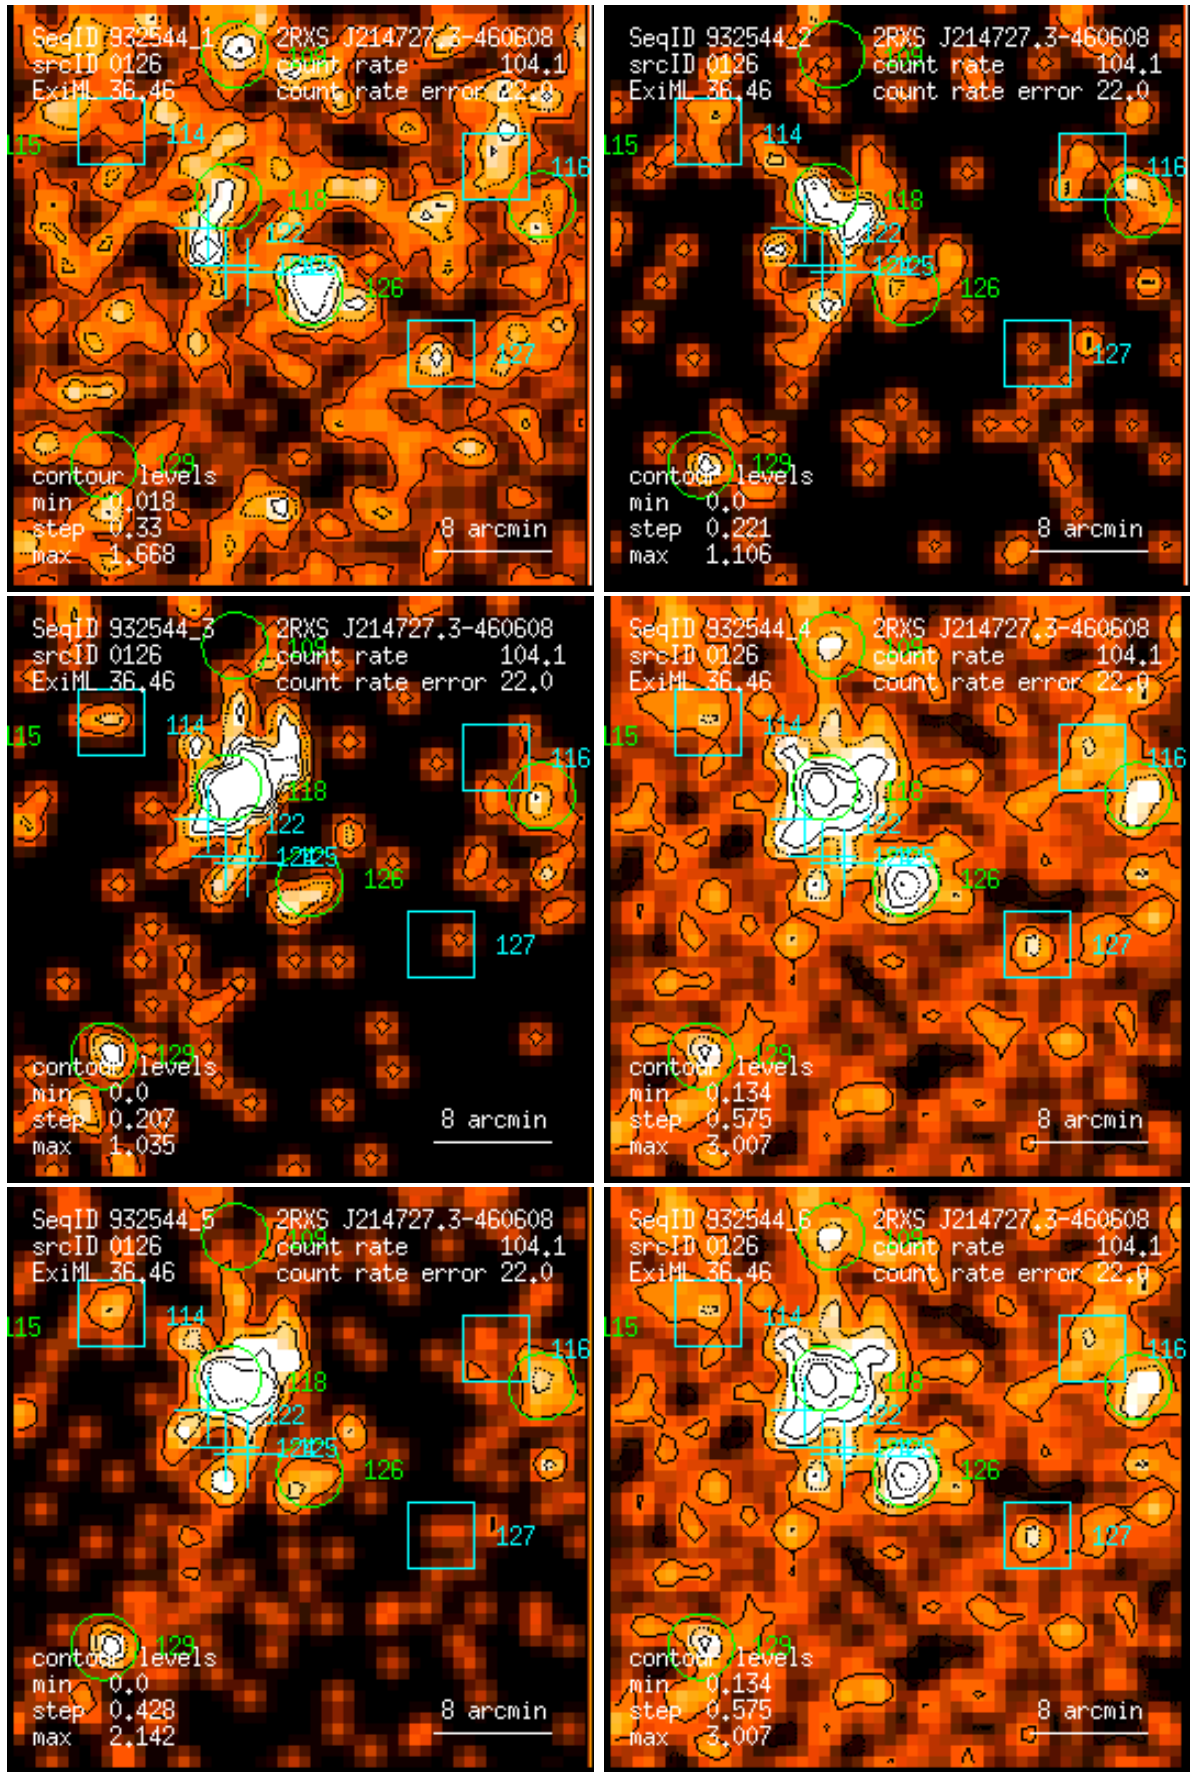 SeqID 932544_1 2RXS J214727.3-460608
srcID 0126 count rate 104.1
ExiML 36.46 count rate error 22.0
109
115 114 116
118
122
125
126
127
129
contour levels
min 0.018
step 0.33
max 1.668
8 arcmin
SeqID 932544_2 2RXS J214727.3-460608
srcID 0126 count rate 104.1
ExiML 36.46 count rate error 22.0
109
115 114 116
118
122
125
126
127
129
contour levels
min 0.0
step 0.221
max 1.106
8 arcmin
SeqID 932544_3 2RXS J214727.3-460608
srcID 0126 count rate 104.1
ExiML 36.46 count rate error 22.0
109
115 114 116
118
122
125
126
127
129
contour levels
min 0.0
step 0.207
max 1.035
8 arcmin
SeqID 932544_4 2RXS J214727.3-460608
srcID 0126 count rate 104.1
ExiML 36.46 count rate error 22.0
109
115 114 116
118
122
125
126
127
129
contour levels
min 0.134
step 0.575
max 3.007
8 arcmin
SeqID 932544_5 2RXS J214727.3-460608
srcID 0126 count rate 104.1
ExiML 36.46 count rate error 22.0
109
115 114 116
118
122
125
126
127
129
contour levels
min 0.0
step 0.428
max 2.142
8 arcmin
SeqID 932544_6 2RXS J214727.3-460608
srcID 0126 count rate 104.1
ExiML 36.46 count rate error 22.0
109
115 114 116
118
122
125
126
127
129
contour levels
min 0.134
step 0.575
max 3.007
8 arcmin